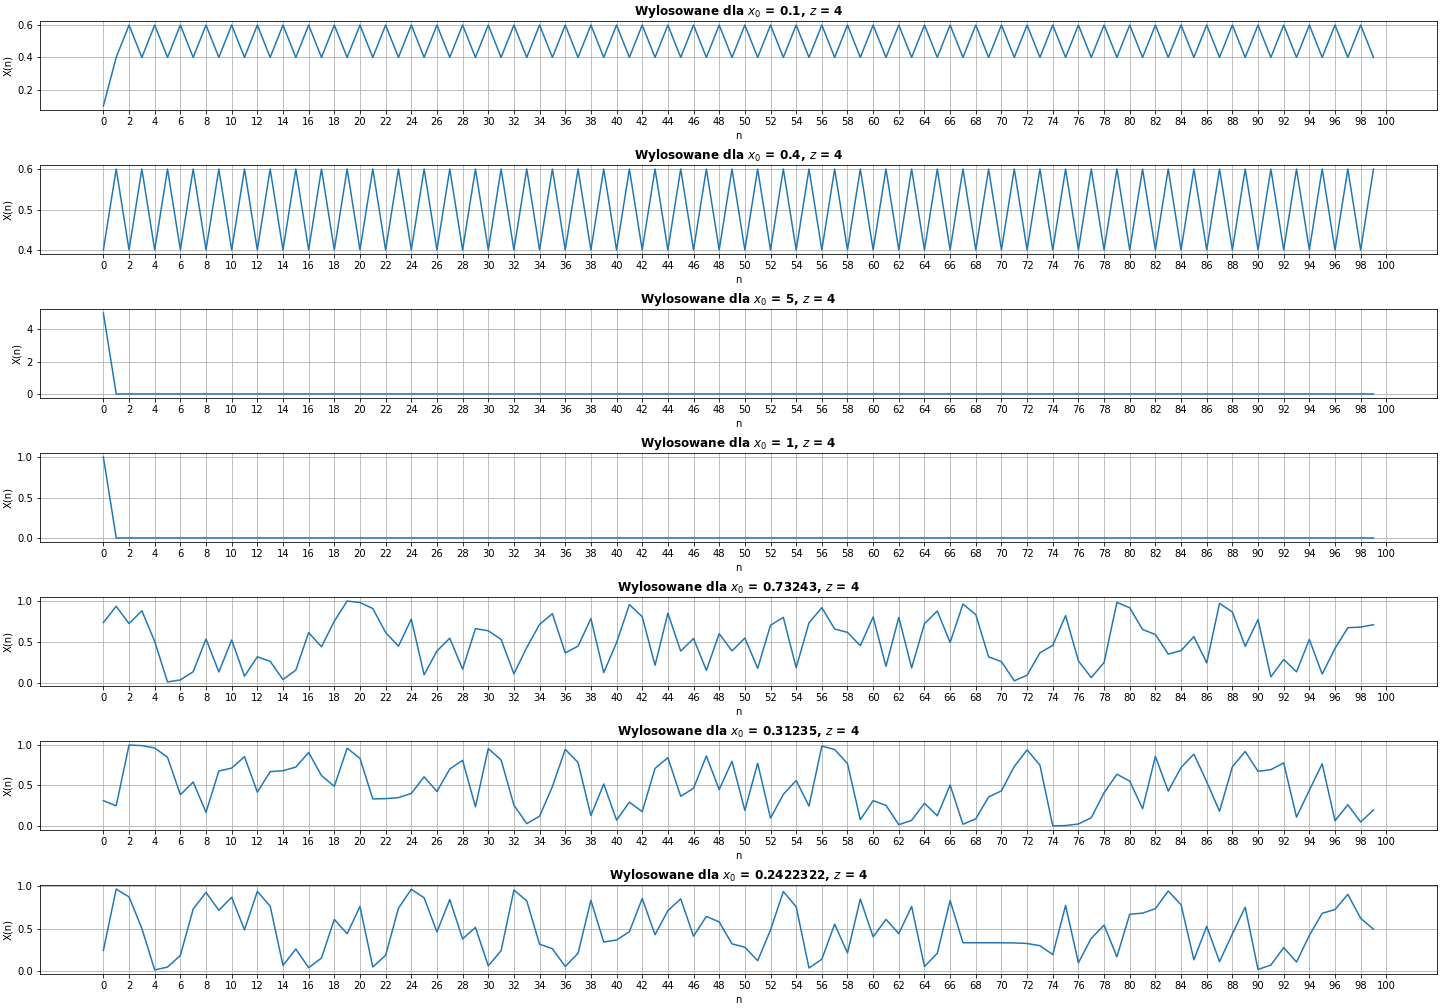 Wylosowane dla x₀ = 0.1, z = 4
X(n)
0.6
0.4
0.2
0 2 4 6 8 10 12 14 16 18 20 22 24 26 28 30 32 34 36 38 40 42 44 46 48 50 52 54 56 58 60 62 64 66 68 70 72 74 76 78 80 82 84 86 88 90 92 94 96 98 100
n
Wylosowane dla x₀ = 0.4, z = 4
X(n)
0.6
0.5
0.4
0 2 4 6 8 10 12 14 16 18 20 22 24 26 28 30 32 34 36 38 40 42 44 46 48 50 52 54 56 58 60 62 64 66 68 70 72 74 76 78 80 82 84 86 88 90 92 94 96 98 100
n
Wylosowane dla x₀ = 5, z = 4
X(n)
4
2
0
0 2 4 6 8 10 12 14 16 18 20 22 24 26 28 30 32 34 36 38 40 42 44 46 48 50 52 54 56 58 60 62 64 66 68 70 72 74 76 78 80 82 84 86 88 90 92 94 96 98 100
n
Wylosowane dla x₀ = 1, z = 4
X(n)
1.0
0.5
0.0
0 2 4 6 8 10 12 14 16 18 20 22 24 26 28 30 32 34 36 38 40 42 44 46 48 50 52 54 56 58 60 62 64 66 68 70 72 74 76 78 80 82 84 86 88 90 92 94 96 98 100
n
Wylosowane dla x₀ = 0.73243, z = 4
X(n)
1.0
0.5
0.0
0 2 4 6 8 10 12 14 16 18 20 22 24 26 28 30 32 34 36 38 40 42 44 46 48 50 52 54 56 58 60 62 64 66 68 70 72 74 76 78 80 82 84 86 88 90 92 94 96 98 100
n
Wylosowane dla x₀ = 0.31235, z = 4
X(n)
1.0
0.5
0.0
0 2 4 6 8 10 12 14 16 18 20 22 24 26 28 30 32 34 36 38 40 42 44 46 48 50 52 54 56 58 60 62 64 66 68 70 72 74 76 78 80 82 84 86 88 90 92 94 96 98 100
n
Wylosowane dla x₀ = 0.2422322, z = 4
X(n)
1.0
0.5
0.0
0 2 4 6 8 10 12 14 16 18 20 22 24 26 28 30 32 34 36 38 40 42 44 46 48 50 52 54 56 58 60 62 64 66 68 70 72 74 76 78 80 82 84 86 88 90 92 94 96 98 100
n